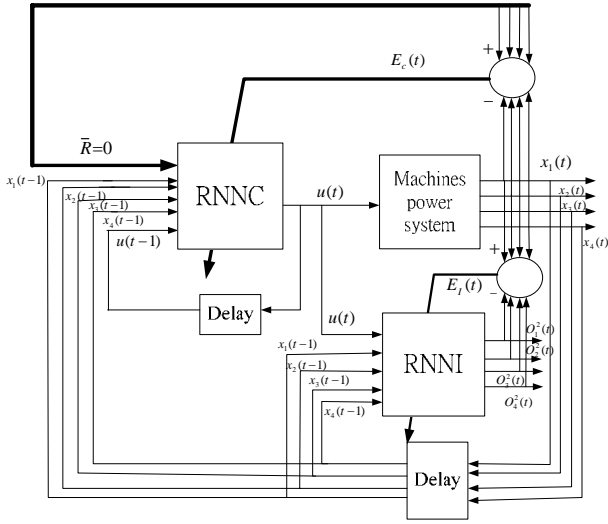 +
E_c(t)
−
R̄=0
x_1(t−1)
x_2(t−1)
x_3(t−1)
x_4(t−1)
u(t−1)
RNNC
u(t)
Machines
power
system
x_1(t)
x_2(t)
x_3(t)
x_4(t)
+
E_I(t)
−
Delay
u(t)
x_1(t−1)
x_2(t−1)
x_3(t−1)
x_4(t−1)
RNNI
O_1^2(t)
O_2^2(t)
O_3^2(t)
O_4^2(t)
Delay